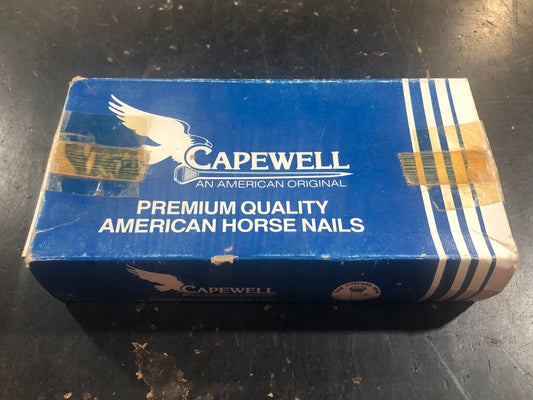 CAPEWELL
AN AMERICAN ORIGINAL
PREMIUM QUALITY
AMERICAN HORSE NAILS
CAPEWELL